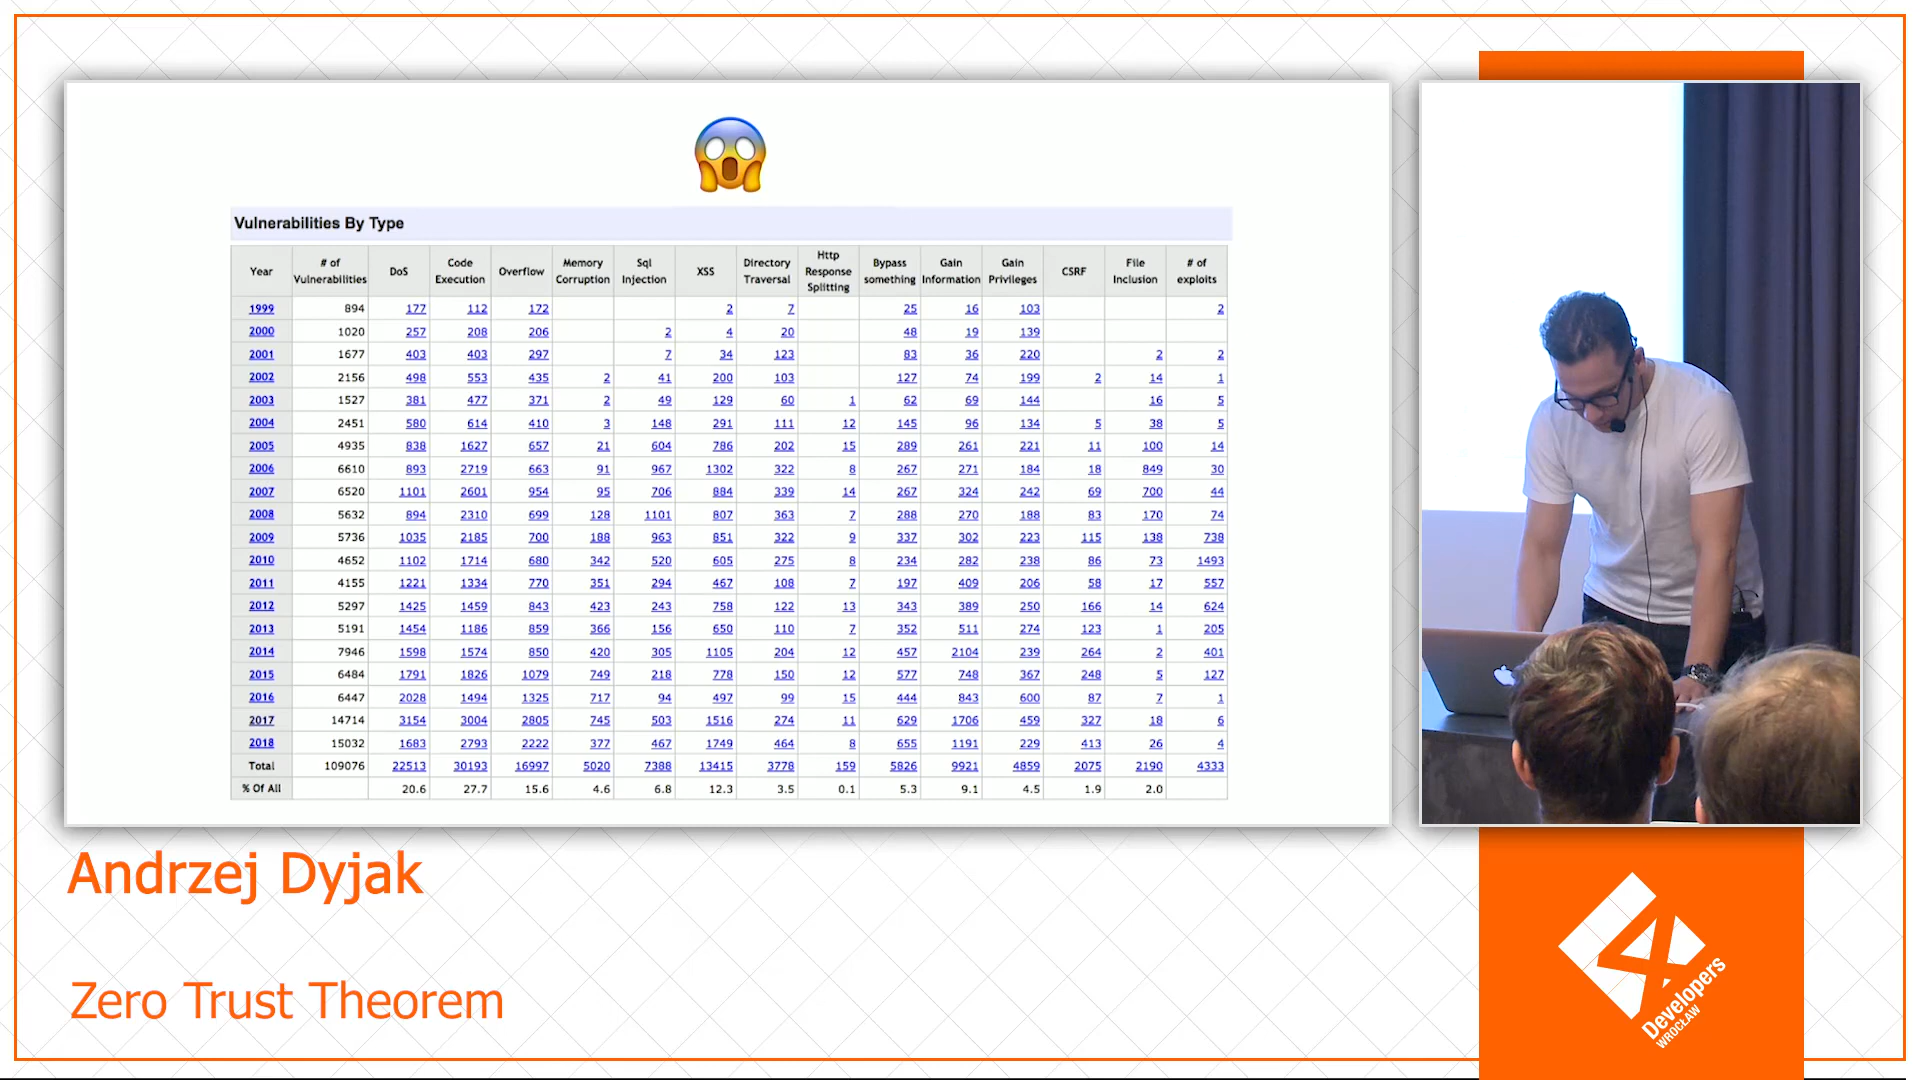 Vulnerabilities By Type
Year # of Vulnerabilities DoS Code Execution Overflow Memory Corruption Sql Injection XSS Directory Traversal Http Response Splitting Bypass something Gain Information Gain Privileges CSRF File Inclusion # of exploits
1999 894 177 112 172 2 7 25 16 103 2
2000 1020 257 208 206 2 4 20 48 19 139
2001 1677 403 403 297 7 34 123 83 36 220 2 2
2002 2156 498 553 435 2 41 200 103 127 74 199 2 14 1
2003 1527 381 477 371 2 49 129 60 1 62 69 144 16 5
2004 2451 580 614 410 3 148 291 111 12 145 96 134 5 38 5
2005 4935 838 1627 657 21 604 786 202 15 289 261 221 11 100 14
2006 6610 893 2719 663 91 967 1302 322 8 267 271 184 18 849 30
2007 6520 1101 2601 954 95 706 884 339 14 267 324 242 69 700 44
2008 5632 894 2310 699 128 1101 807 363 7 288 270 188 83 170 74
2009 5736 1035 2185 700 188 963 851 322 9 337 302 223 115 138 738
2010 4652 1102 1714 680 342 520 605 275 8 234 282 238 86 73 1493
2011 4155 1221 1334 770 351 294 467 108 7 197 409 206 58 17 557
2012 5297 1425 1459 843 423 243 758 122 13 343 389 250 166 14 624
2013 5191 1454 1186 859 366 156 650 110 7 352 511 274 123 1 205
2014 7946 1598 1574 850 420 305 1105 204 12 457 2104 239 264 2 401
2015 6484 1791 1826 1079 749 218 778 150 12 577 748 367 248 5 127
2016 6447 2028 1494 1325 717 94 497 99 15 444 843 600 87 7 1
2017 14714 3154 3004 2805 745 503 1516 274 11 629 1706 459 327 18 6
2018 15032 1683 2793 2222 377 467 1749 464 8 655 1191 229 413 26 4
Total 109076 22513 30193 16997 5020 7388 13415 3778 159 5826 9921 4859 2075 2190 4333
% Of All 20.6 27.7 15.6 4.6 6.8 12.3 3.5 0.1 5.3 9.1 4.5 1.9 2.0
Andrzej Dyjak
Zero Trust Theorem
4
Developers
WROCŁAW